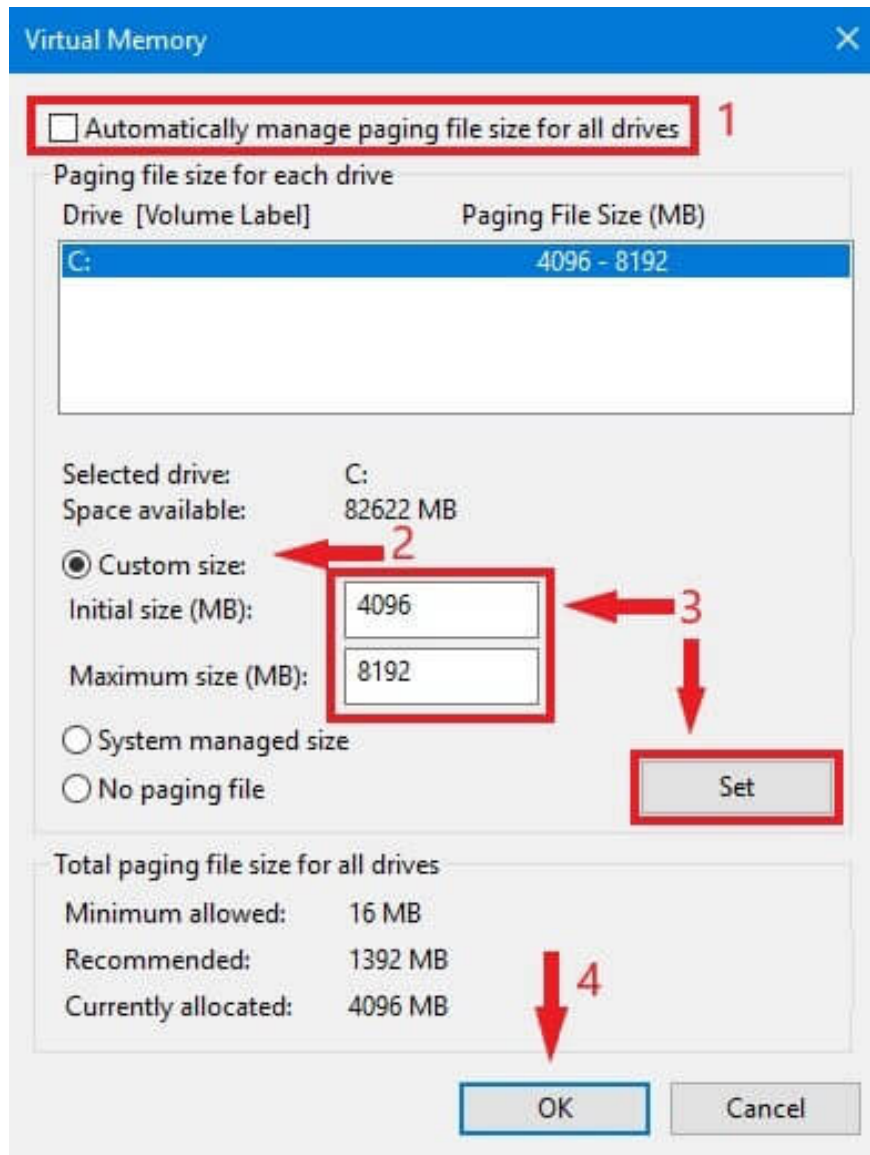 Virtual Memory
Automatically manage paging file size for all drives 1
Paging file size for each drive
Drive [Volume Label] Paging File Size (MB)
C: 4096 - 8192
Selected drive: C:
Space available: 82622 MB
Custom size: 2
Initial size (MB): 4096 3
Maximum size (MB): 8192
System managed size
No paging file Set
Total paging file size for all drives
Minimum allowed: 16 MB
Recommended: 1392 MB
Currently allocated: 4096 MB
4
OK Cancel